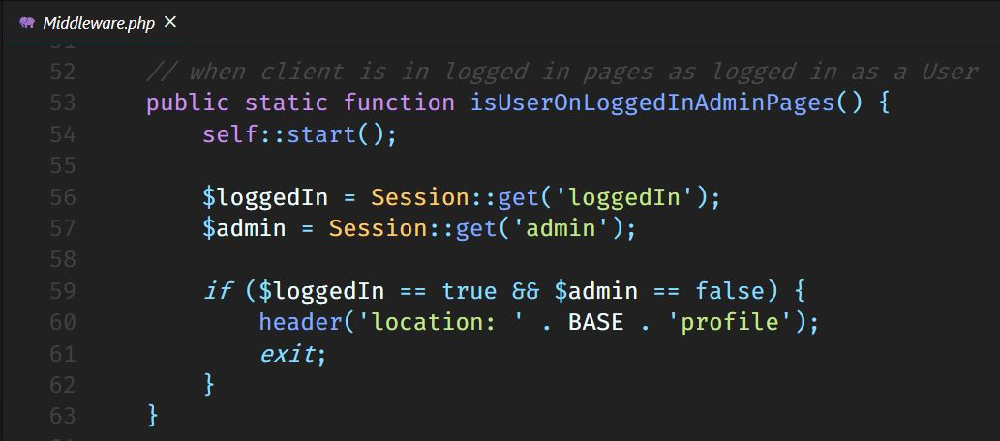 Middleware.php ×
52 // when client is in logged in pages as logged in as a User
53 public static function isUserOnLoggedInAdminPages() {
54 self::start();
55
56 $loggedIn = Session::get('loggedIn');
57 $admin = Session::get('admin');
58
59 if ($loggedIn == true && $admin == false) {
60 header('location: ' . BASE . 'profile');
61 exit;
62 }
63 }